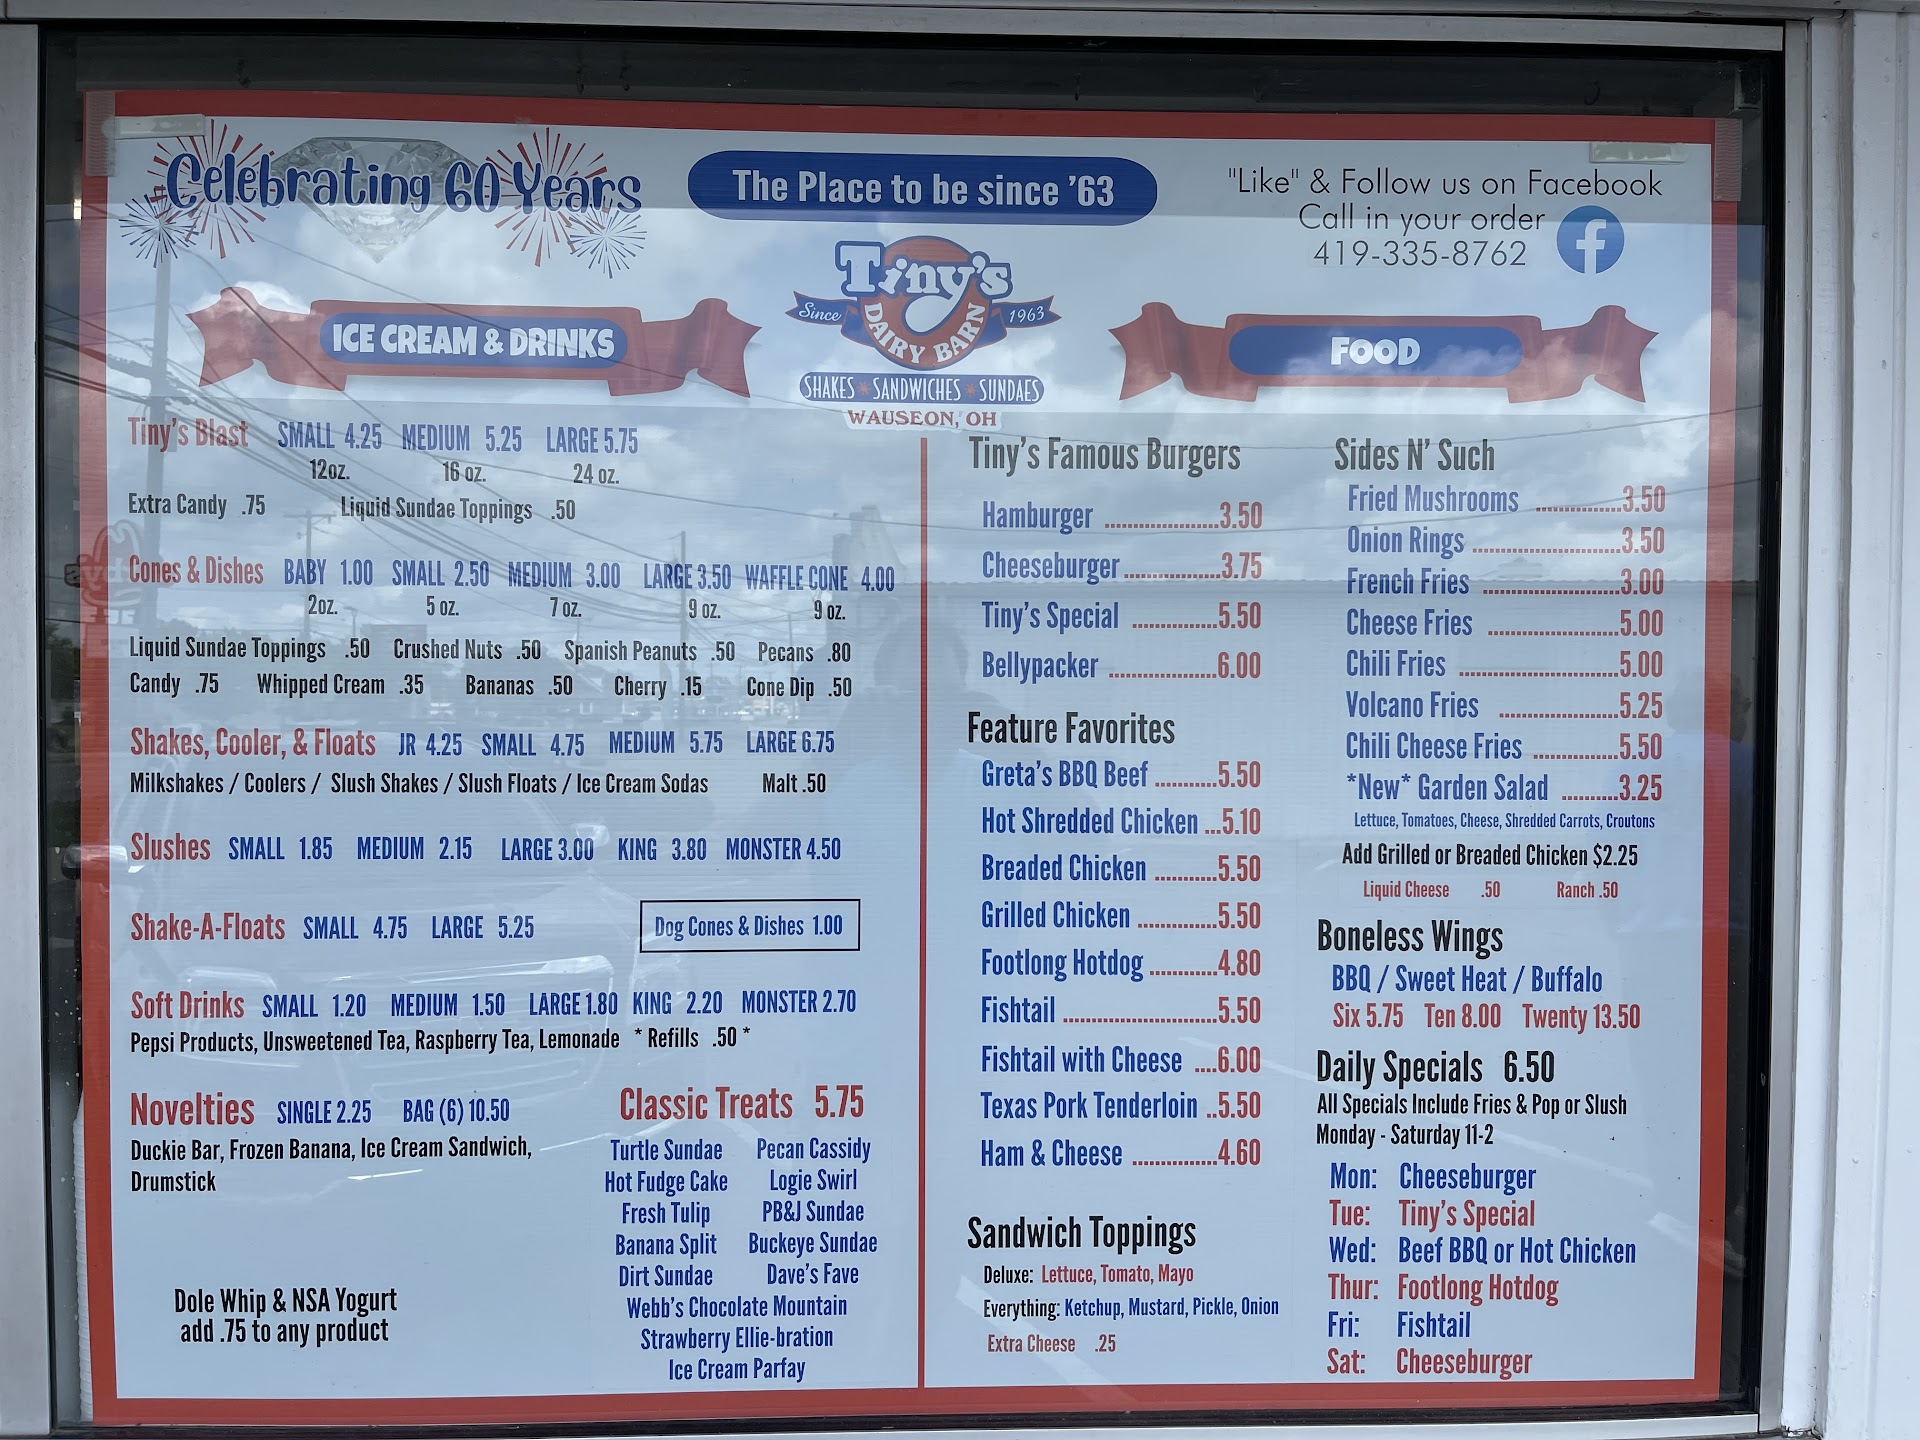 Celebrating 60 Years
The Place to be since '63
"Like" & Follow us on Facebook
Call in your order
419-335-8762
f
Tiny's
Since 1963
DAIRY BARN
SHAKES * SANDWICHES * SUNDAES
WAUSEON, OH
ICE CREAM & DRINKS
Tiny's Blast SMALL 4.25 MEDIUM 5.25 LARGE 5.75
12oz. 16 oz. 24 oz.
Extra Candy .75 Liquid Sundae Toppings .50
Cones & Dishes BABY 1.00 SMALL 2.50 MEDIUM 3.00 LARGE 3.50 WAFFLE CONE 4.00
2oz. 5 oz. 7 oz. 9 oz. 9 oz.
Liquid Sundae Toppings .50 Crushed Nuts .50 Spanish Peanuts .50 Pecans .80
Candy .75 Whipped Cream .35 Bananas .50 Cherry .15 Cone Dip .50
Shakes, Cooler, & Floats JR 4.25 SMALL 4.75 MEDIUM 5.75 LARGE 6.75
Milkshakes / Coolers / Slush Shakes / Slush Floats / Ice Cream Sodas Malt .50
Slushes SMALL 1.85 MEDIUM 2.15 LARGE 3.00 KING 3.80 MONSTER 4.50
Shake-A-Floats SMALL 4.75 LARGE 5.25
Dog Cones & Dishes 1.00
Soft Drinks SMALL 1.20 MEDIUM 1.50 LARGE 1.80 KING 2.20 MONSTER 2.70
Pepsi Products, Unsweetened Tea, Raspberry Tea, Lemonade * Refills .50 *
Novelties SINGLE 2.25 BAG (6) 10.50
Duckie Bar, Frozen Banana, Ice Cream Sandwich,
Drumstick
Dole Whip & NSA Yogurt
add .75 to any product
Classic Treats 5.75
Turtle Sundae Pecan Cassidy
Hot Fudge Cake Logie Swirl
Fresh Tulip PB&J Sundae
Banana Split Buckeye Sundae
Dirt Sundae Dave's Fave
Webb's Chocolate Mountain
Strawberry Ellie-bration
Ice Cream Parfay
FOOD
Tiny's Famous Burgers
Hamburger ......................3.50
Cheeseburger..................3.75
Tiny's Special ................5.50
Bellypacker ....................6.00
Feature Favorites
Greta's BBQ Beef ............5.50
Hot Shredded Chicken ...5.10
Breaded Chicken ............5.50
Grilled Chicken ...............5.50
Footlong Hotdog .............4.80
Fishtail .............................5.50
Fishtail with Cheese ....6.00
Texas Pork Tenderloin ..5.50
Ham & Cheese ................4.60
Sandwich Toppings
Deluxe: Lettuce, Tomato, Mayo
Everything: Ketchup, Mustard, Pickle, Onion
Extra Cheese .25
Sides N' Such
Fried Mushrooms ................3.50
Onion Rings ............................3.50
French Fries ..........................3.00
Cheese Fries .........................5.00
Chili Fries ..............................5.00
Volcano Fries .......................5.25
Chili Cheese Fries ................5.50
*New* Garden Salad ..........3.25
Lettuce, Tomatoes, Cheese, Shredded Carrots, Croutons
Add Grilled or Breaded Chicken $2.25
Liquid Cheese .50 Ranch .50
Boneless Wings
BBQ / Sweet Heat / Buffalo
Six 5.75 Ten 8.00 Twenty 13.50
Daily Specials 6.50
All Specials Include Fries & Pop or Slush
Monday - Saturday 11-2
Mon: Cheeseburger
Tue: Tiny's Special
Wed: Beef BBQ or Hot Chicken
Thur: Footlong Hotdog
Fri: Fishtail
Sat: Cheeseburger